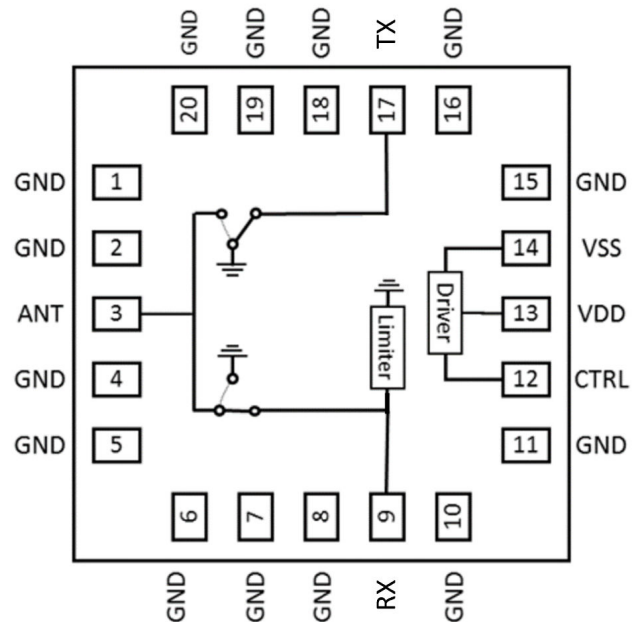 GND GND GND TX GND
20 19 18 17 16
GND 1 15 GND
GND 2 14 VSS
ANT 3 Driver 13 VDD
Limiter
GND 4 12 CTRL
GND 5 11 GND
6 7 8 9 10
GND GND GND RX GND